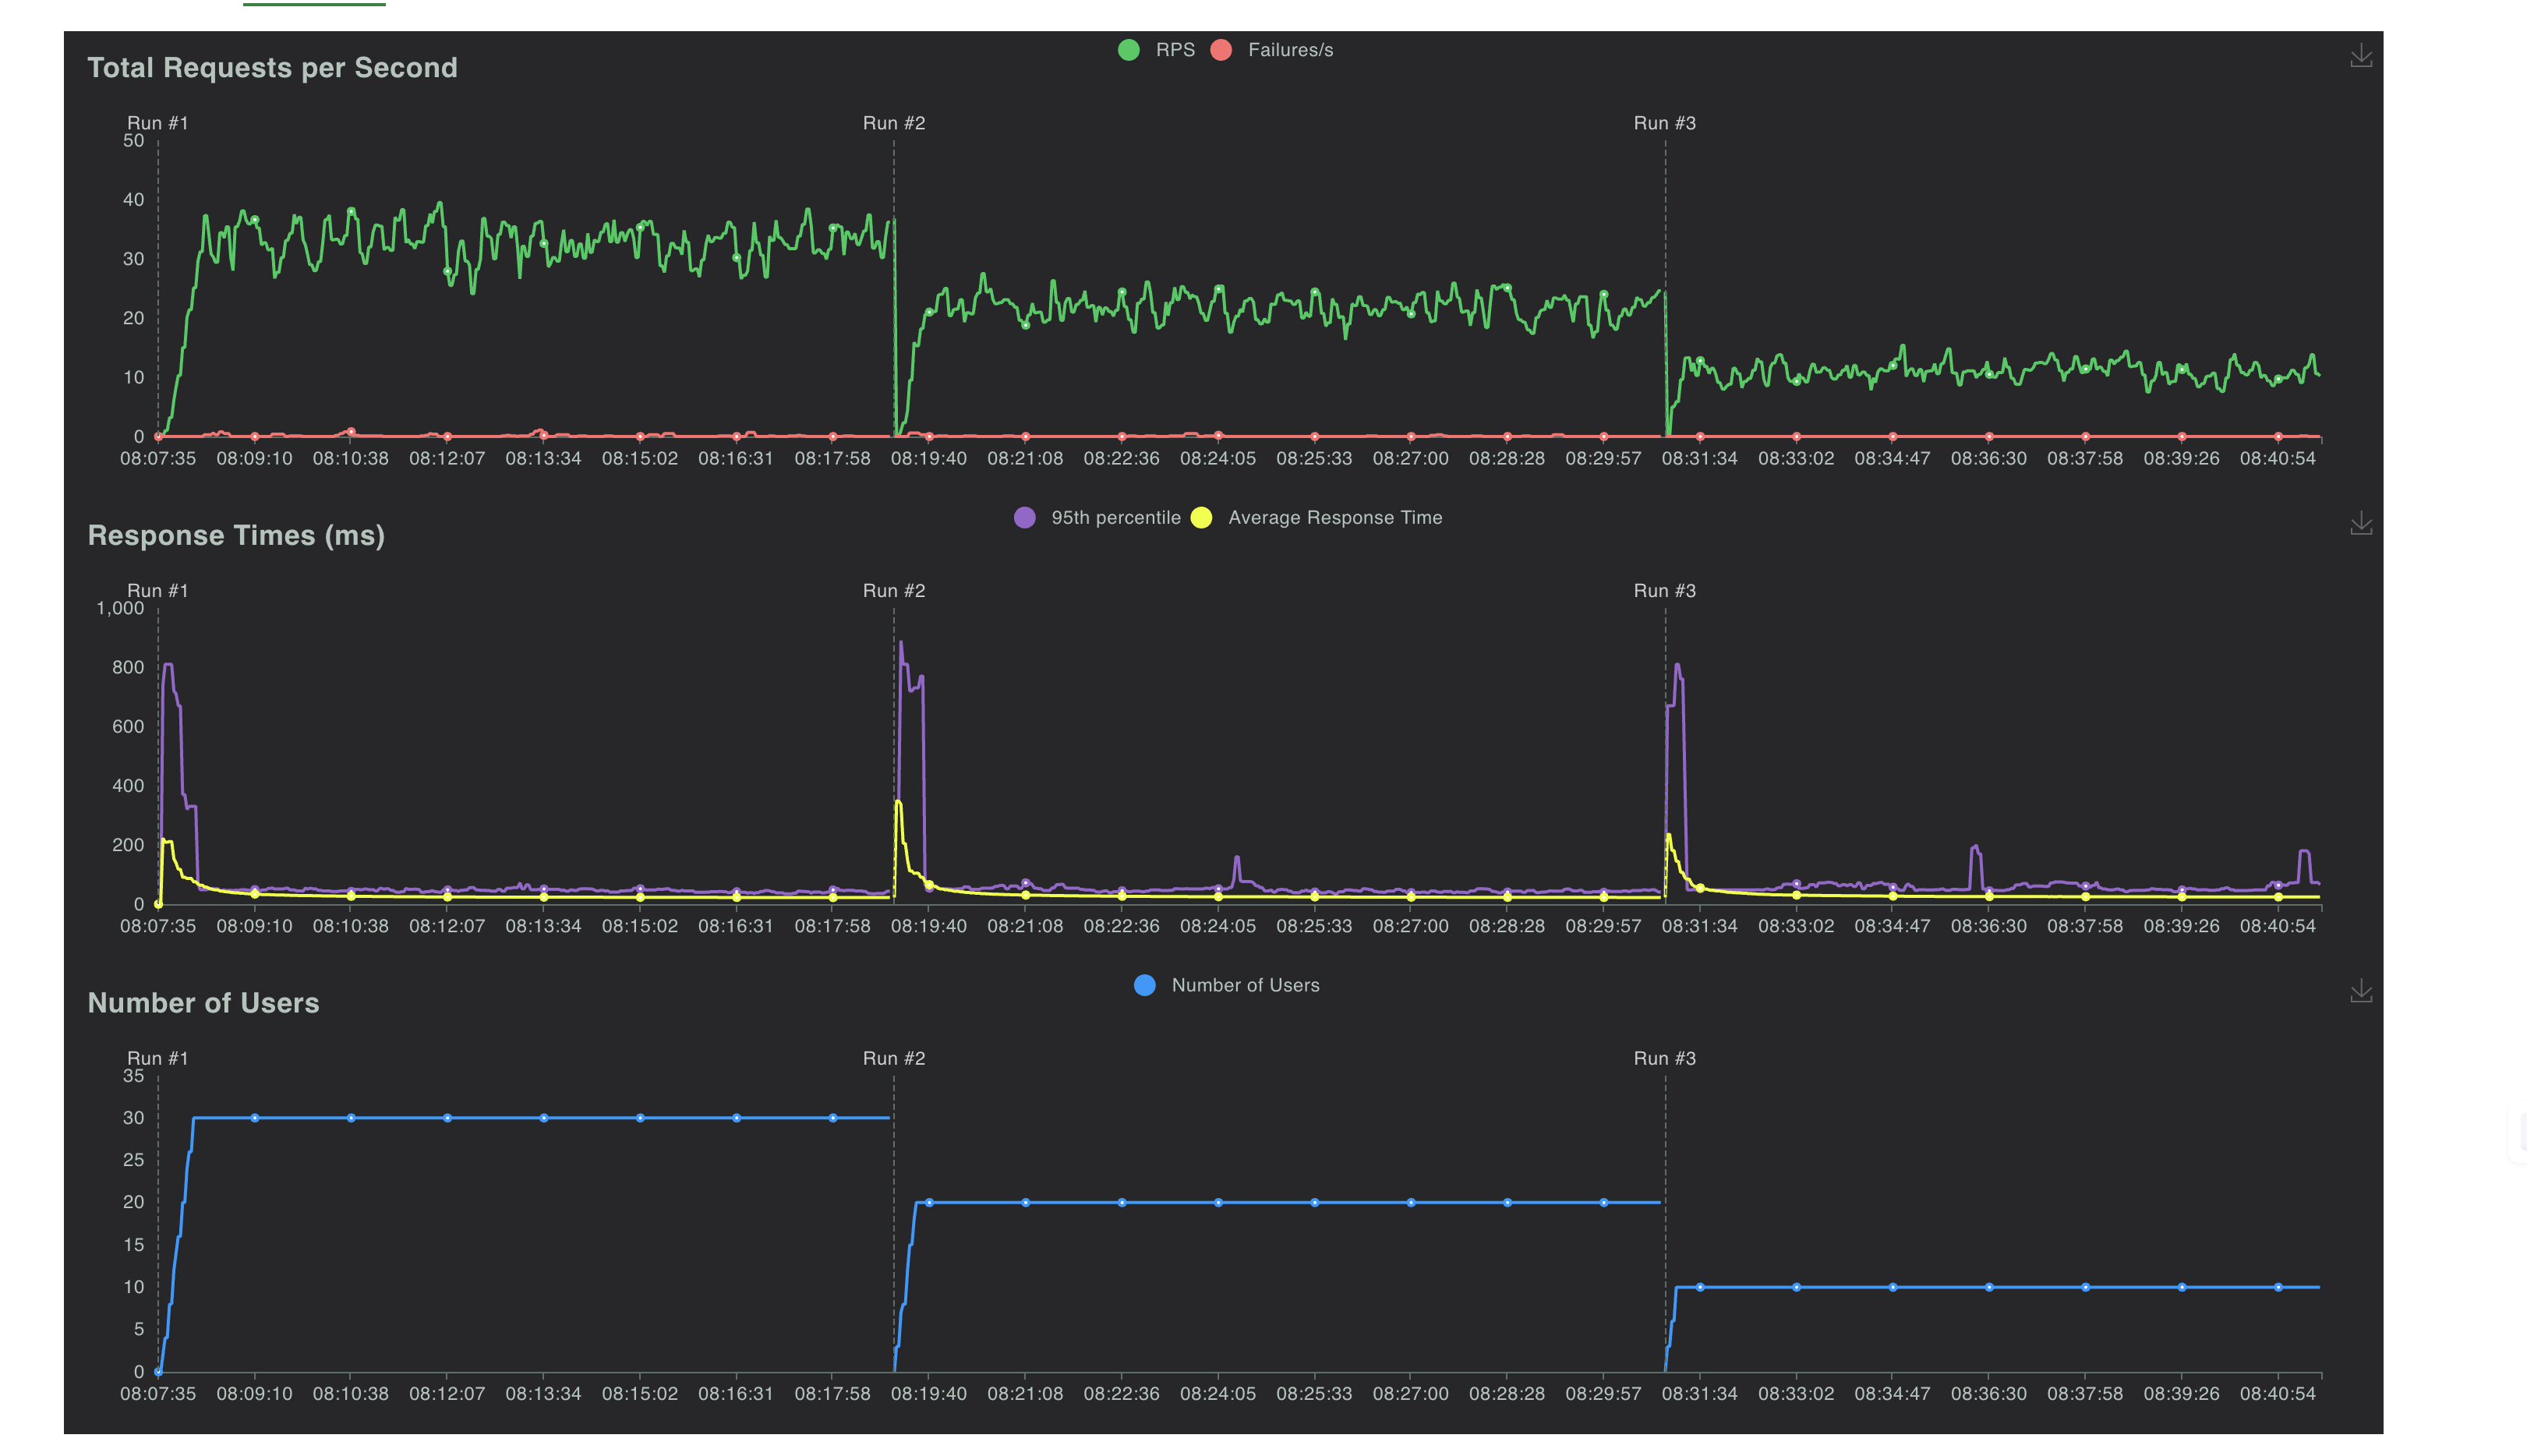 RPS Failures/s
Total Requests per Second
Run #1 Run #2 Run #3
50
40
30
20
10
0
08:07:35 08:09:10 08:10:38 08:12:07 08:13:34 08:15:02 08:16:31 08:17:58 08:19:40 08:21:08 08:22:36 08:24:05 08:25:33 08:27:00 08:28:28 08:29:57 08:31:34 08:33:02 08:34:47 08:36:30 08:37:58 08:39:26 08:40:54
95th percentile Average Response Time
Response Times (ms)
Run #1 Run #2 Run #3
1,000
800
600
400
200
0
08:07:35 08:09:10 08:10:38 08:12:07 08:13:34 08:15:02 08:16:31 08:17:58 08:19:40 08:21:08 08:22:36 08:24:05 08:25:33 08:27:00 08:28:28 08:29:57 08:31:34 08:33:02 08:34:47 08:36:30 08:37:58 08:39:26 08:40:54
Number of Users
Number of Users
Run #1 Run #2 Run #3
35
30
25
20
15
10
5
0
08:07:35 08:09:10 08:10:38 08:12:07 08:13:34 08:15:02 08:16:31 08:17:58 08:19:40 08:21:08 08:22:36 08:24:05 08:25:33 08:27:00 08:28:28 08:29:57 08:31:34 08:33:02 08:34:47 08:36:30 08:37:58 08:39:26 08:40:54